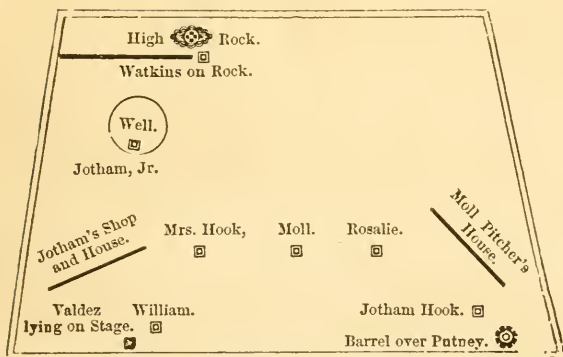 High Rock.
Watkins on Rock.
Well.
Jotham, Jr.
Jotham's Shop
and House.
Mrs. Hook, Moll. Rosalie.
Moll Pitcher's
House.
Valdez William.
lying on Stage.
Jotham Hook.
Barrel over Putney.